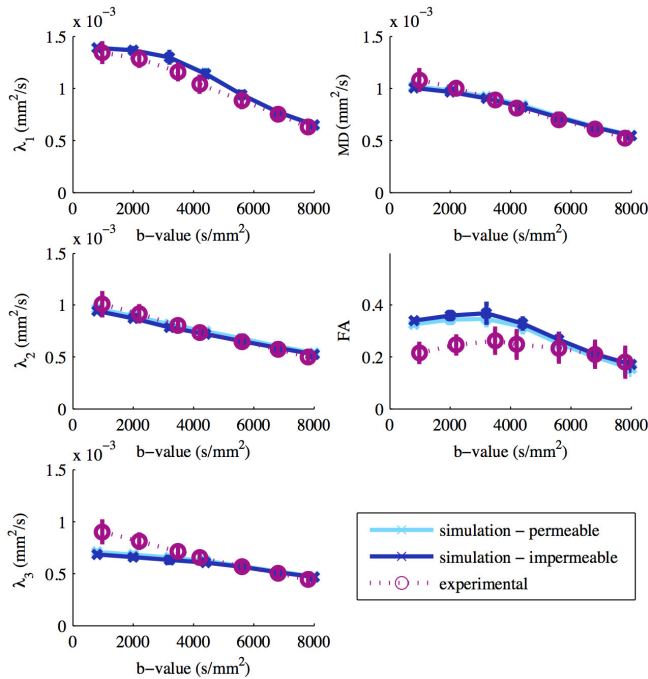 x 10⁻³
1.5
1
0.5
0
λ₁ (mm²/s)
0 2000 4000 6000 8000
b−value (s/mm²)
x 10⁻³
1.5
1
0.5
0
MD (mm²/s)
0 2000 4000 6000 8000
b−value (s/mm²)
x 10⁻³
1.5
1
0.5
0
λ₂ (mm²/s)
0 2000 4000 6000 8000
b−value (s/mm²)
0.4
0.2
0
FA
0 2000 4000 6000 8000
b−value (s/mm²)
x 10⁻³
1.5
1
0.5
0
λ₃ (mm²/s)
0 2000 4000 6000 8000
b−value (s/mm²)
simulation − permeable
simulation − impermeable
experimental